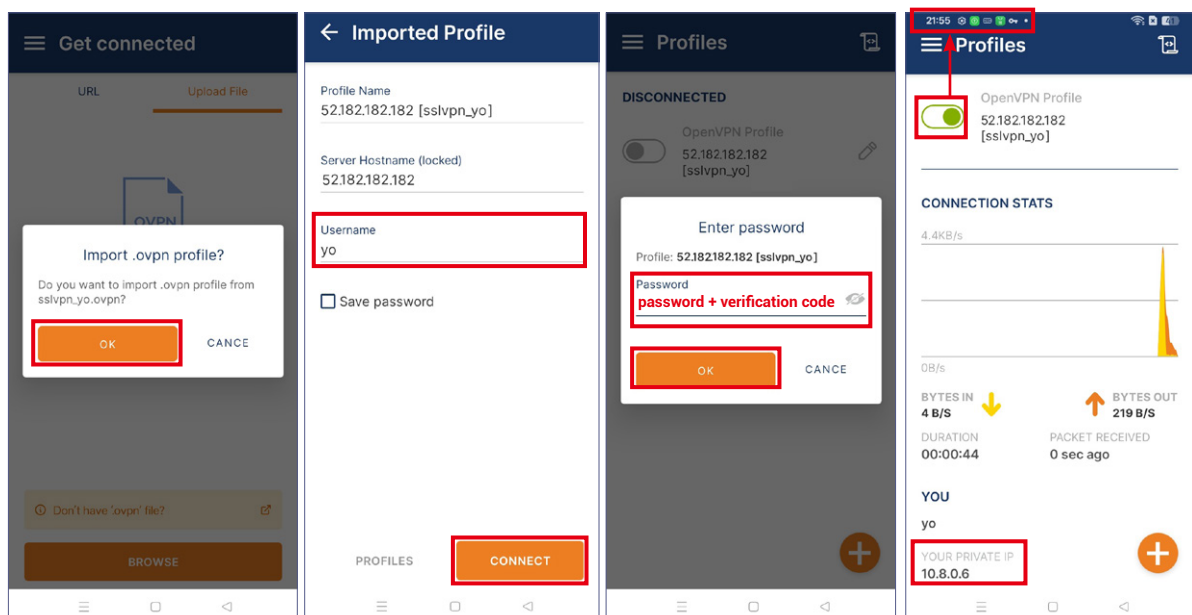 Get connected
URL
Upload File
OVPN
Import .ovpn profile?
Do you want to import .ovpn profile from
sslvpn_yo.ovpn?
OK
CANCE
Don't have '.ovpn' file?
BROWSE
Imported Profile
Profile Name
52.182.182.182 [sslvpn_yo]
Server Hostname (locked)
52.182.182.182
Username
yo
Save password
PROFILES
CONNECT
Profiles
DISCONNECTED
OpenVPN Profile
52.182.182.182
[sslvpn_yo]
Enter password
Profile: 52.182.182.182 [sslvpn_yo]
Password
password + verification code
OK
CANCE
21:55
Profiles
OpenVPN Profile
52.182.182.182
[sslvpn_yo]
CONNECTION STATS
4.4KB/s
0B/s
BYTES IN
4 B/S
BYTES OUT
219 B/S
DURATION
00:00:44
PACKET RECEIVED
0 sec ago
YOU
yo
YOUR PRIVATE IP
10.8.0.6